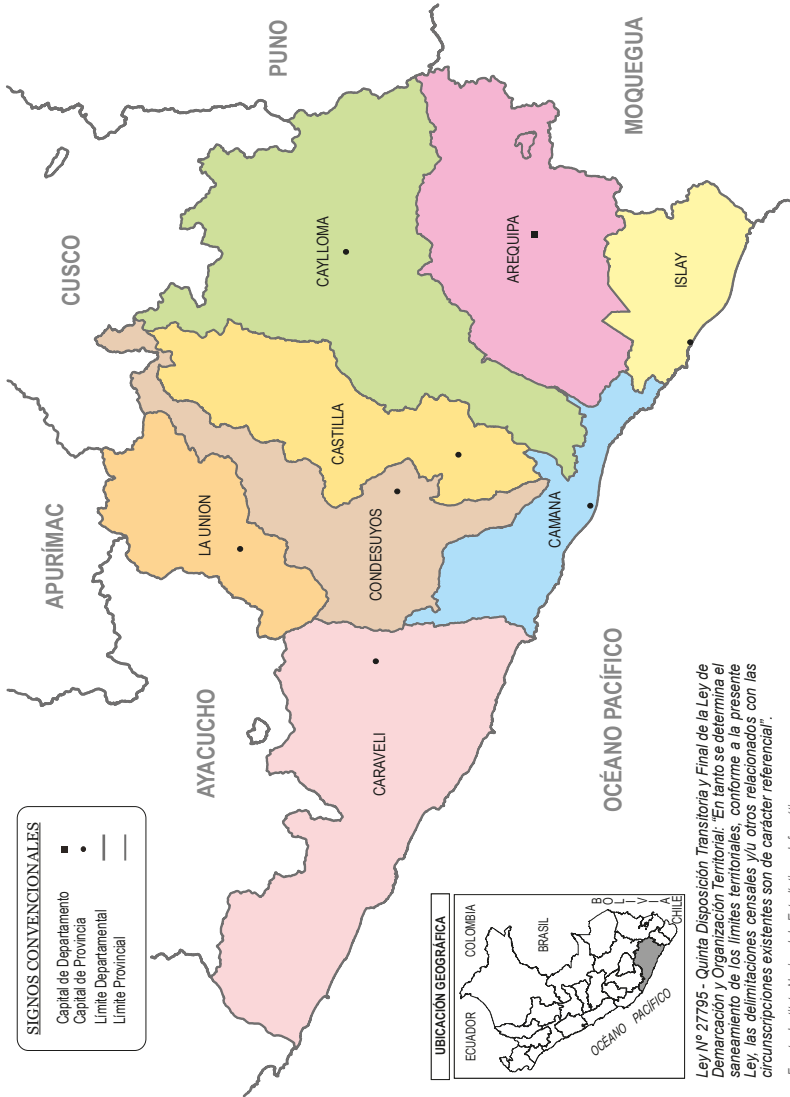 SIGNOS CONVENCIONALES
Capital de Departamento
Capital de Provincia
Límite Departamental
Límite Provincial
APURÍMAC
CUSCO
PUNO
AYACUCHO
MOQUEGUA
OCÉANO PACÍFICO
LA UNION
CONDESUYOS
CASTILLA
CAYLLOMA
CARAVELI
CAMANA
AREQUIPA
ISLAY
UBICACIÓN GEOGRÁFICA
ECUADOR
COLOMBIA
BRASIL
BOLIVIA
CHILE
OCÉANO PACÍFICO
Ley Nº 27795 - Quinta Disposición Transitoria y Final de la Ley de
Demarcación y Organización Territorial: "En tanto se determina el
saneamiento de los límites territoriales, conforme a la presente
Ley, las delimitaciones censales y/u otros relacionados con las
circunscripciones existentes son de carácter referencial".